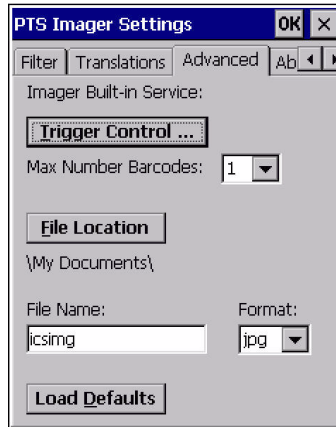 PTS Imager Settings OK ×
Filter Translations Advanced Ab
Imager Built-in Service:
Trigger Control ...
Max Number Barcodes: 1
File Location
\My Documents\
File Name: Format:
icsimg jpg
Load Defaults